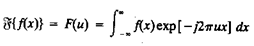 𝔉{f(x)} = F(u) = ∫_{-∞}^{∞} f(x) exp[−j2πux] dx